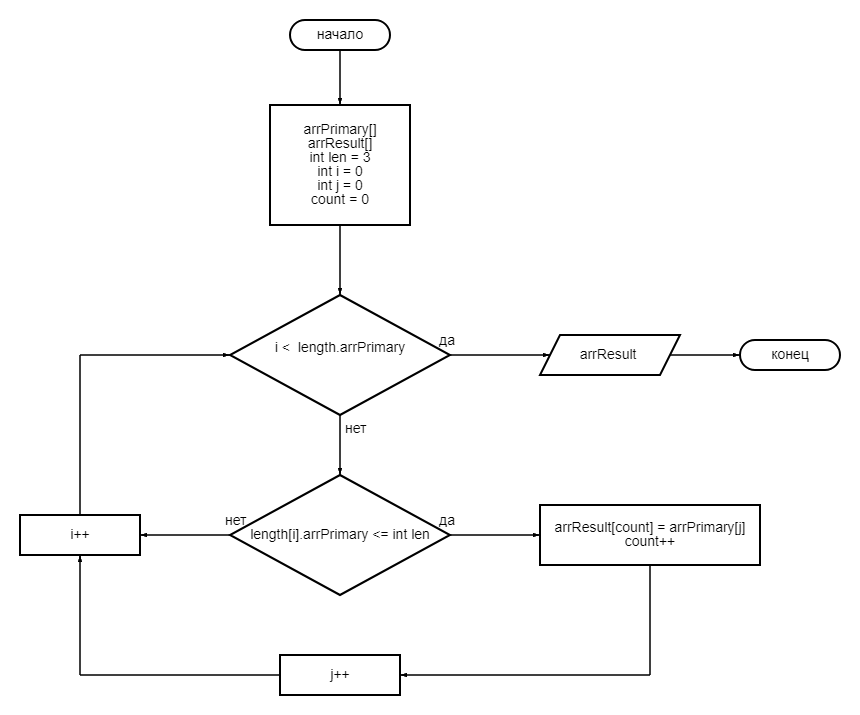 начало
arrPrimary[]
arrResult[]
int len = 3
int i = 0
int j = 0
count = 0
i < length.arrPrimary
да
arrResult
конец
нет
length[i].arrPrimary <= int len
нет
да
arrResult[count] = arrPrimary[j]
count++
i++
j++